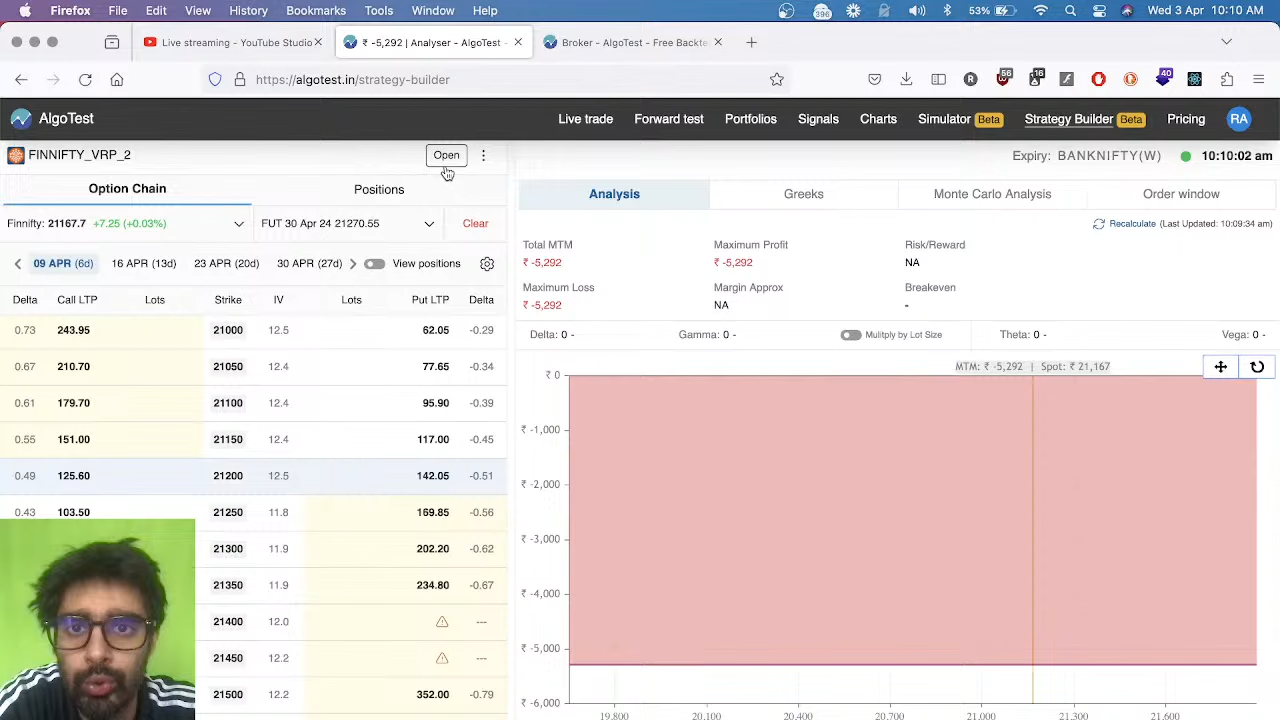 Firefox File Edit View History Bookmarks Tools Window Help 396 53% Wed 3 Apr 10:10 AM
Live streaming - YouTube Studio ₹ -5,292 | Analyser - AlgoTest - Broker - AlgoTest - Free Backte
https://algotest.in/strategy-builder R 56 16 40
AlgoTest Live trade Forward test Portfolios Signals Charts Simulator Beta Strategy Builder Beta Pricing RA
FINNIFTY_VRP_2 Open Expiry: BANKNIFTY(W) 10:10:02 am
Option Chain Positions Analysis Greeks Monte Carlo Analysis Order window
Finnifty: 21167.7 +7.25 (+0.03%) FUT 30 Apr 24 21270.55 Clear Recalculate (Last Updated: 10:09:34 am)
Total MTM Maximum Profit Risk/Reward
₹ -5,292 ₹ -5,292 NA
09 APR (6d) 16 APR (13d) 23 APR (20d) 30 APR (27d) View positions
Maximum Loss Margin Approx Breakeven
₹ -5,292 NA -
Delta Call LTP Lots Strike IV Lots Put LTP Delta
0.73 243.95 21000 12.5 62.05 -0.29
0.67 210.70 21050 12.4 77.65 -0.34
0.61 179.70 21100 12.4 95.90 -0.39
0.55 151.00 21150 12.4 117.00 -0.45
0.49 125.60 21200 12.5 142.05 -0.51
0.43 103.50 21250 11.8 169.85 -0.56
21300 11.9 202.20 -0.62
21350 11.9 234.80 -0.67
21400 12.0 ---
21450 12.2 ---
21500 12.2 352.00 -0.79
Delta: 0 - Gamma: 0 - Mulitply by Lot Size Theta: 0 - Vega: 0 -
MTM: ₹ -5,292 | Spot: ₹ 21,167
₹ 0
₹ -1,000
₹ -2,000
₹ -3,000
₹ -4,000
₹ -5,000
₹ -6,000
19,800 20,100 20,400 20,700 21,000 21,300 21,600